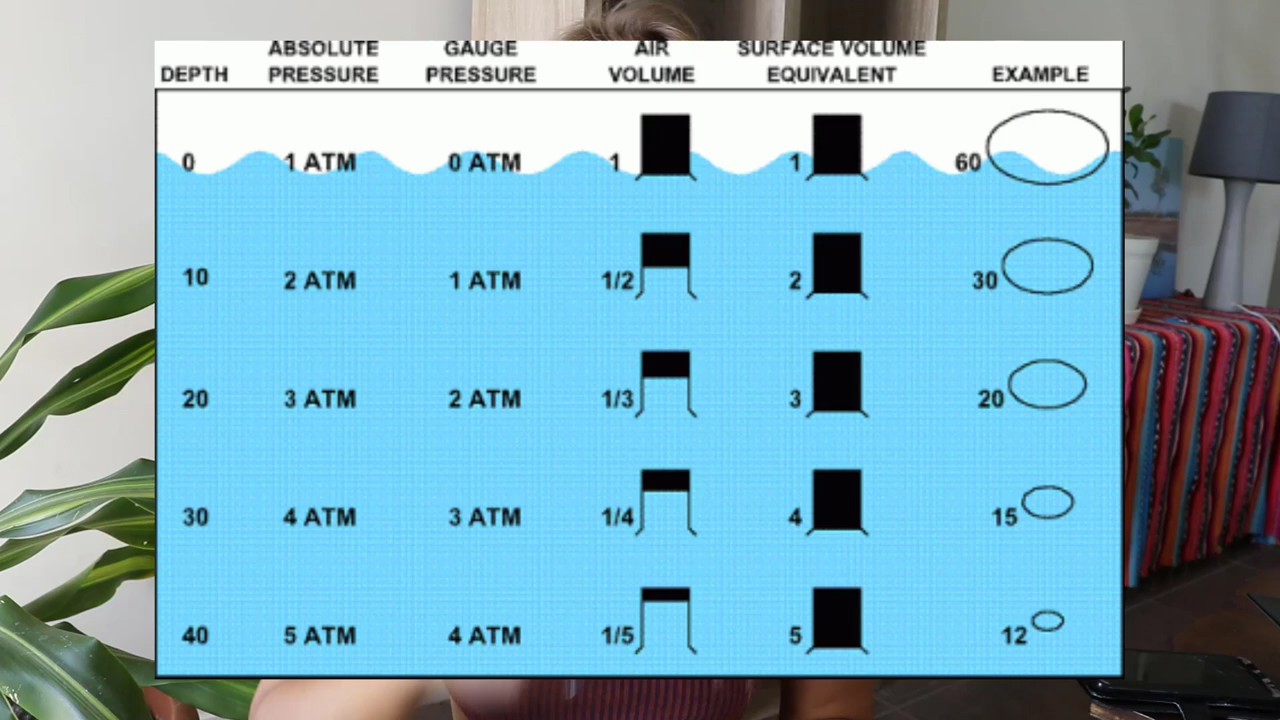 ABSOLUTE GAUGE AIR SURFACE VOLUME
DEPTH PRESSURE PRESSURE VOLUME EQUIVALENT EXAMPLE
0 1 ATM 0 ATM 1 1 60
10 2 ATM 1 ATM 1/2 2 30
20 3 ATM 2 ATM 1/3 3 20
30 4 ATM 3 ATM 1/4 4 15
40 5 ATM 4 ATM 1/5 5 12